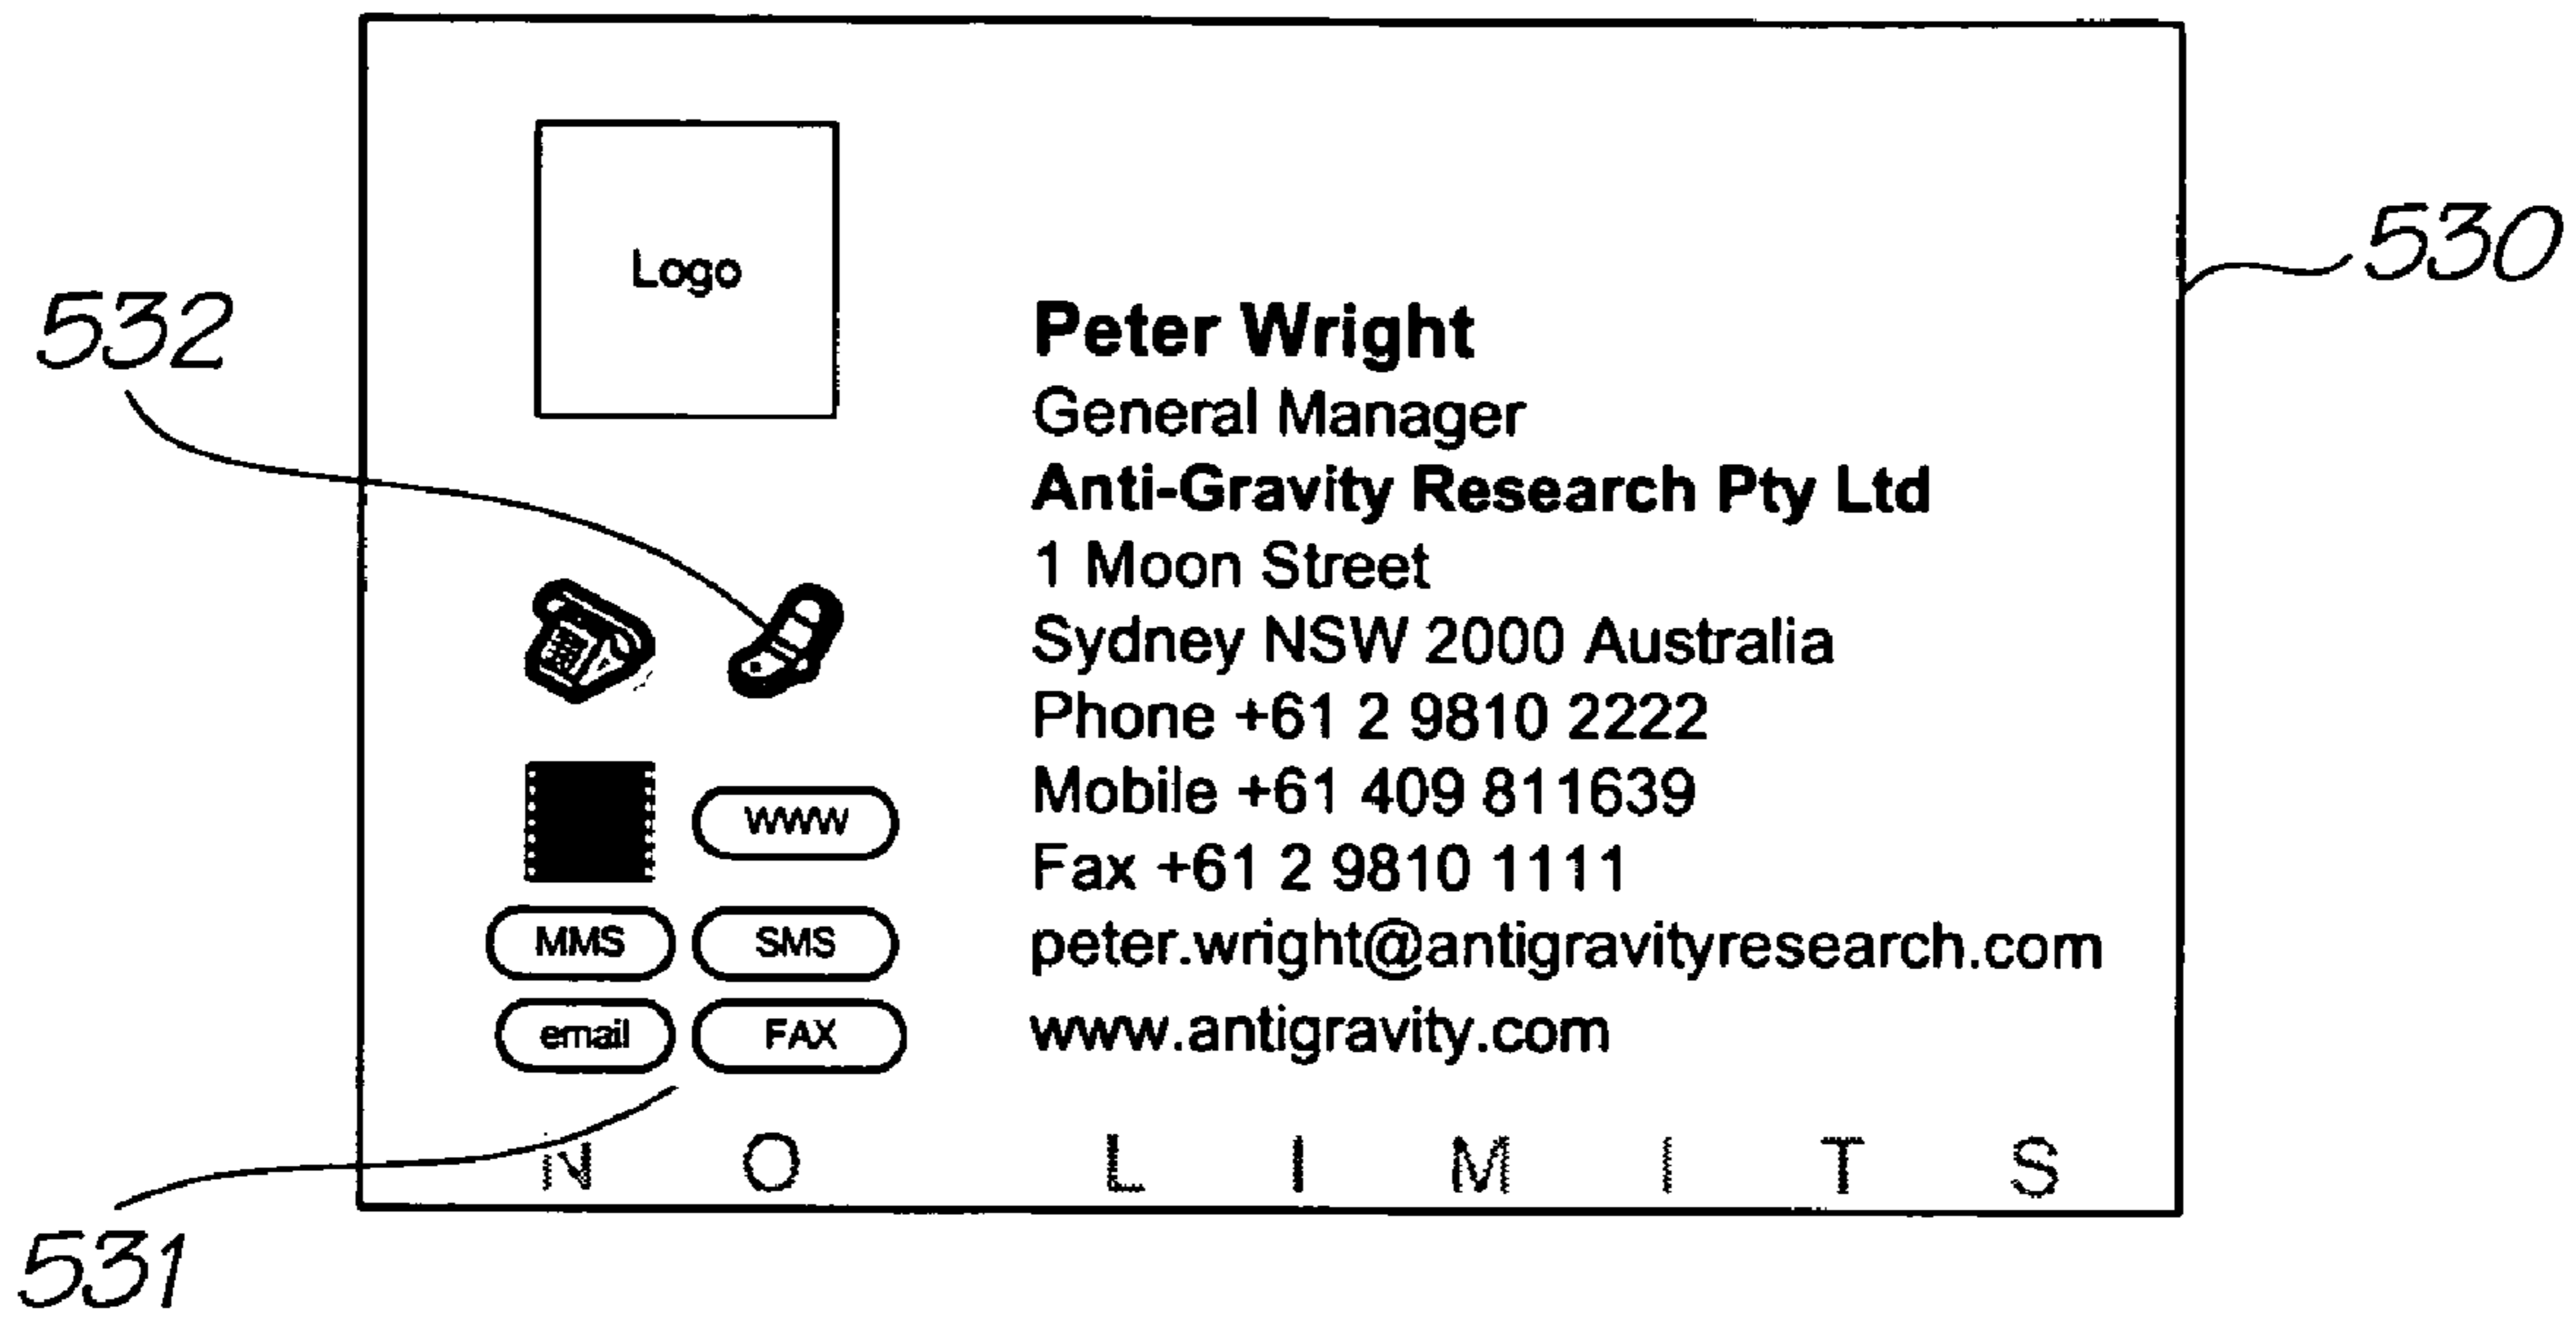 Logo
530
532
Peter Wright
General Manager
Anti-Gravity Research Pty Ltd
1 Moon Street
Sydney NSW 2000 Australia
Phone +61 2 9810 2222
Mobile +61 409 811639
Fax +61 2 9810 1111
peter.wright@antigravityresearch.com
www.antigravity.com
WWW
MMS SMS
email FAX
NO LIMITS
531